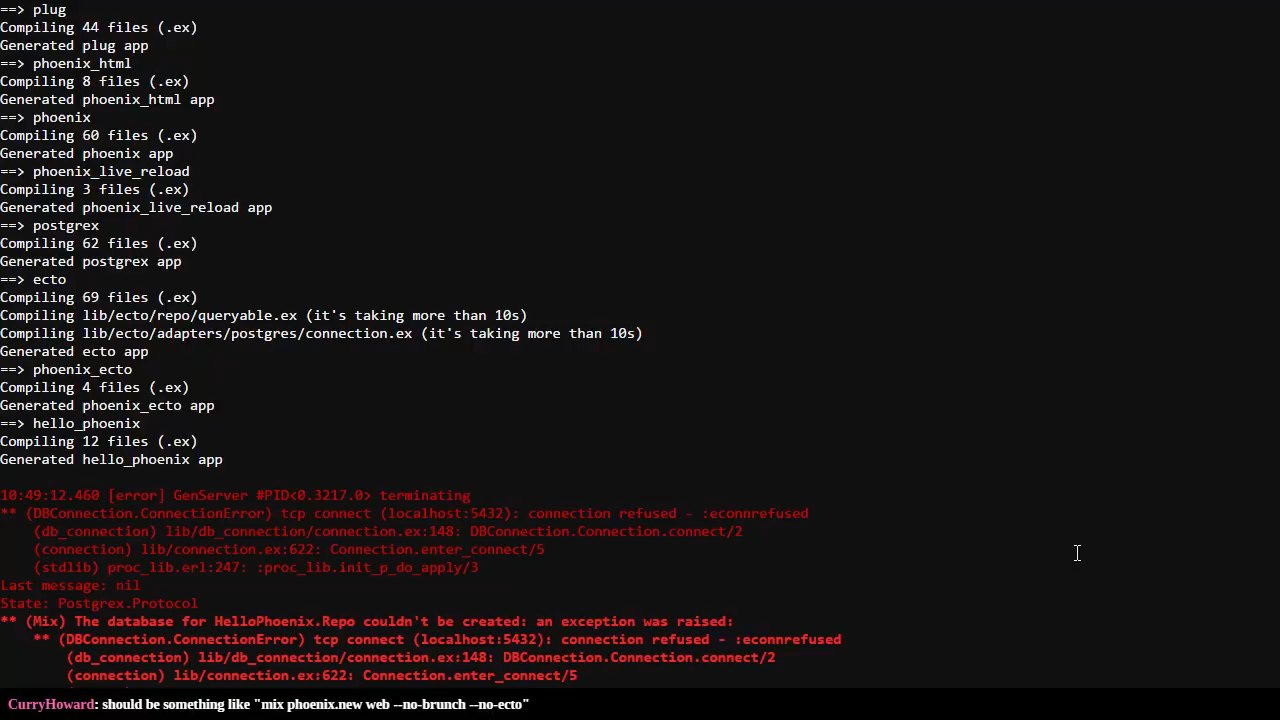 ==> plug
Compiling 44 files (.ex)
Generated plug app
==> phoenix_html
Compiling 8 files (.ex)
Generated phoenix_html app
==> phoenix
Compiling 60 files (.ex)
Generated phoenix app
==> phoenix_live_reload
Compiling 3 files (.ex)
Generated phoenix_live_reload app
==> postgrex
Compiling 62 files (.ex)
Generated postgrex app
==> ecto
Compiling 69 files (.ex)
Compiling lib/ecto/repo/queryable.ex (it's taking more than 10s)
Compiling lib/ecto/adapters/postgres/connection.ex (it's taking more than 10s)
Generated ecto app
==> phoenix_ecto
Compiling 4 files (.ex)
Generated phoenix_ecto app
==> hello_phoenix
Compiling 12 files (.ex)
Generated hello_phoenix app
10:49:12.460 [error] GenServer #PID<0.3217.0> terminating
** (DBConnection.ConnectionError) tcp connect (localhost:5432): connection refused - :econnrefused
    (db_connection) lib/db_connection/connection.ex:148: DBConnection.Connection.connect/2
    (connection) lib/connection.ex:622: Connection.enter_connect/5
    (stdlib) proc_lib.erl:247: :proc_lib.init_p_do_apply/3
Last message: nil
State: Postgrex.Protocol
** (Mix) The database for HelloPhoenix.Repo couldn't be created: an exception was raised:
    ** (DBConnection.ConnectionError) tcp connect (localhost:5432): connection refused - :econnrefused
        (db_connection) lib/db_connection/connection.ex:148: DBConnection.Connection.connect/2
        (connection) lib/connection.ex:622: Connection.enter_connect/5
CurryHoward: should be something like "mix phoenix.new web --no-brunch --no-ecto"